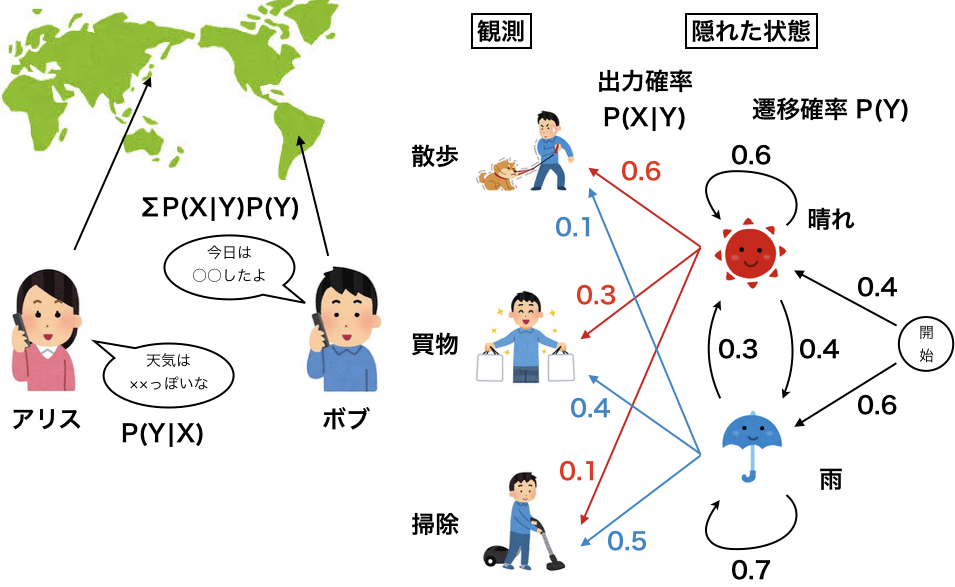 ΣP(X|Y)P(Y)
今日は
○○したよ
天気は
××っぽいな
アリス
P(Y|X)
ボブ
観測
隠れた状態
出力確率
P(X|Y)
遷移確率 P(Y)
散歩
買物
掃除
0.6
0.1
0.3
0.4
0.1
0.5
0.6
晴れ
0.4
0.3
0.4
開
始
0.6
雨
0.7